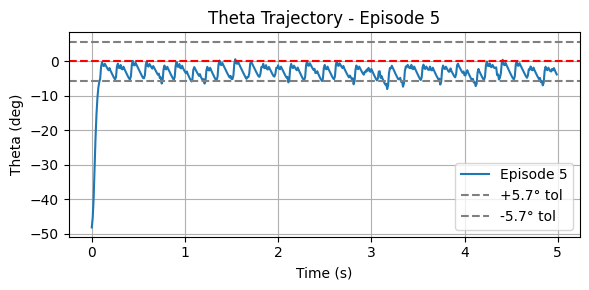 Theta Trajectory - Episode 5
Theta (deg)
0
−10
−20
−30
−40
−50
0 1 2 3 4 5
Time (s)
Episode 5
+5.7° tol
-5.7° tol